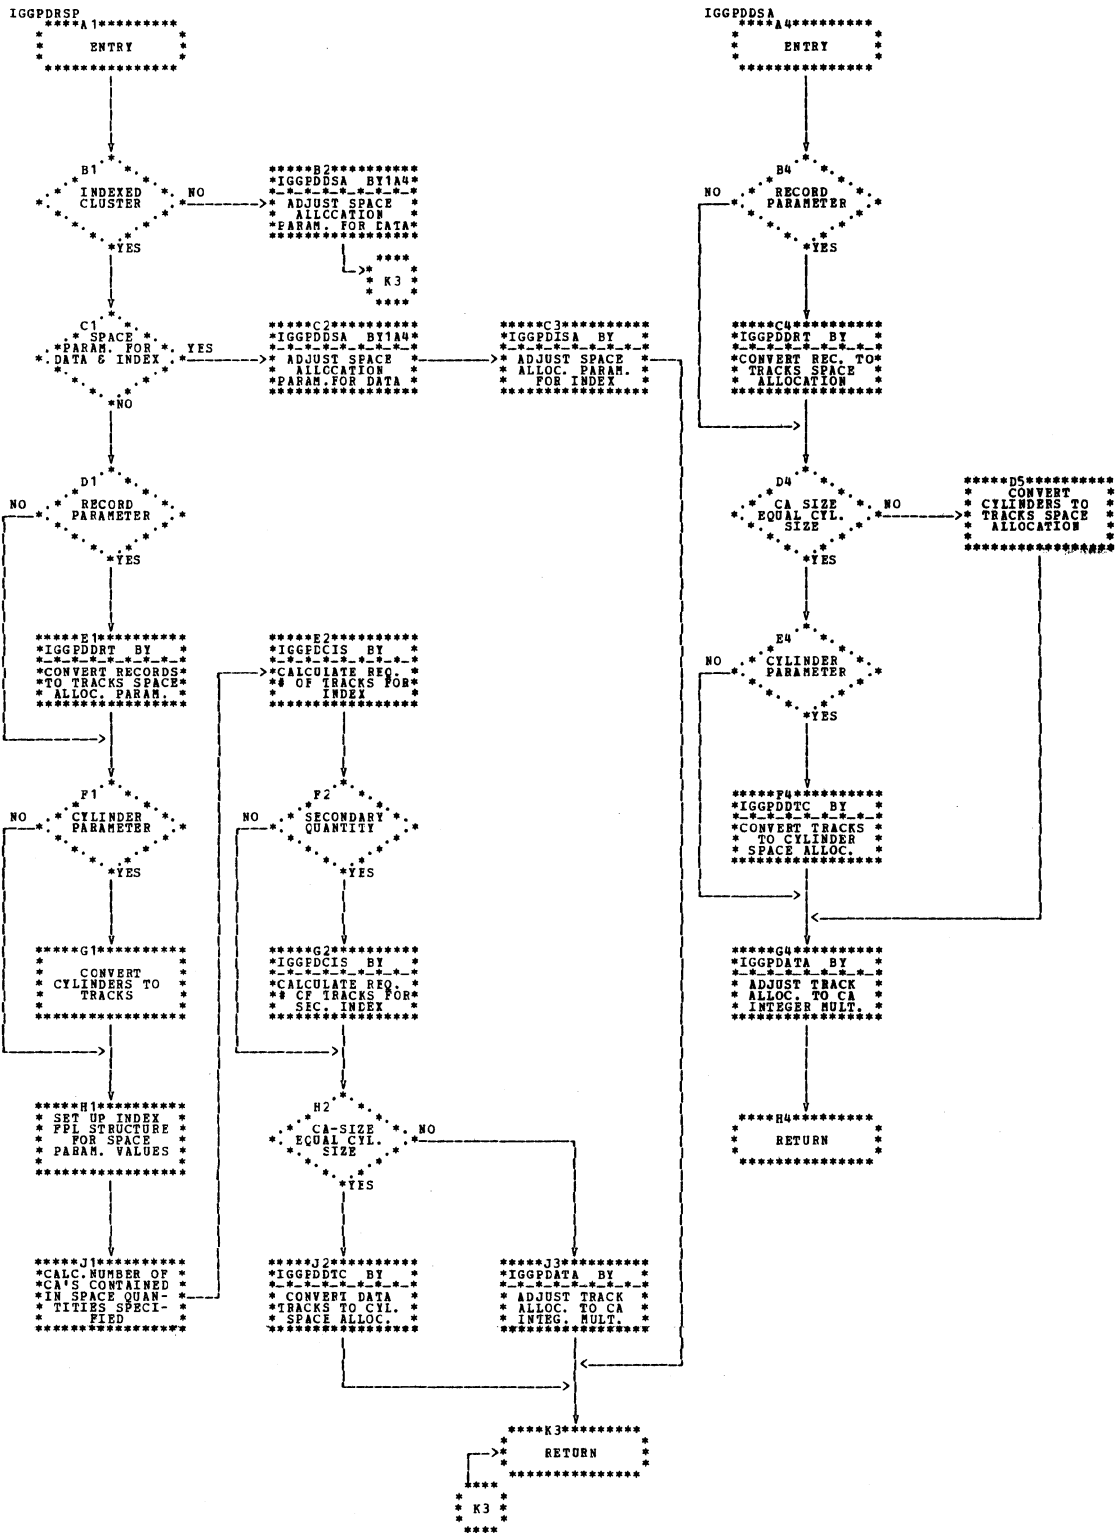 IGGPDRSP
A1
ENTRY
B1
INDEXED
CLUSTER
NO
YES
B2
IGGPDDSA BY1A4
ADJUST SPACE
ALLCCATION
PARAM. FOR DATA
K3
C1
SPACE
PARAM. FOR
DATA & INDEX
YES
NO
C2
IGGPDDSA BY1A4
ADJUST SPACE
ALLCCATION
PARAM.FOR DATA
C3
IGGPDISA BY
ADJUST SPACE
ALLOC. PARAM.
FOR INDEX
D1
RECORD
PARAMETER
NO
YES
E1
IGGPDDRT BY
CONVERT RECORDS
TO TRACKS SPACE
ALLOC. PARAM.
F1
CYLINDER
PARAMETER
NO
YES
G1
CONVERT
CYLINDERS TO
TRACKS
H1
SET UP INDEX
FPL STRUCTURE
FOR SPACE
PARAM. VALUES
J1
CALC.NUMBER OF
CA'S CONTAINED
IN SPACE QUAN-
TITIES SPECI-
FIED
E2
IGGPDCIS BY
CALCULATE REQ.
# OF TRACKS FOR
INDEX
F2
SECONDARY
QUANTITY
NO
YES
G2
IGGPDCIS BY
CALCULATE REQ.
# CF TRACKS FOR
SEC. INDEX
H2
CA-SIZE
EQUAL CYL.
SIZE
NO
YES
J2
IGGPDDTC BY
CONVERT DATA
TRACKS TO CYL.
SPACE ALLOC.
J3
IGGPDATA BY
ADJUST TRACK
ALLOC. TO CA
INTEG. MULT.
K3
RETURN
K3
IGGPDDSA
A4
ENTRY
B4
RECORD
PARAMETER
NO
YES
C4
IGGPDDRT BY
CONVERT REC. TO
TRACKS SPACE
ALLOCATION
D4
CA SIZE
EQUAL CYL.
SIZE
NO
YES
D5
CONVERT
CYLINDERS TO
TRACKS SPACE
ALLOCATION
E4
CYLINDER
PARAMETER
NO
YES
F4
IGGPDDTC BY
CONVERT TRACKS
TO CYLINDER
SPACE ALLOC.
G4
IGGPDATA BY
ADJUST TRACK
ALLOC. TO CA
INTEGER MULT.
H4
RETURN